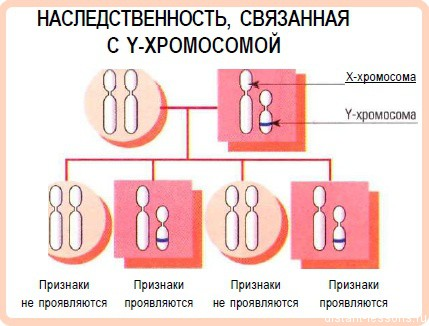 НАСЛЕДСТВЕННОСТЬ, СВЯЗАННАЯ
С Y-ХРОМОСОМОЙ
X-хромосома
Y-хромосома
Признаки Признаки Признаки Признаки
не проявляются проявляются не проявляются проявляются